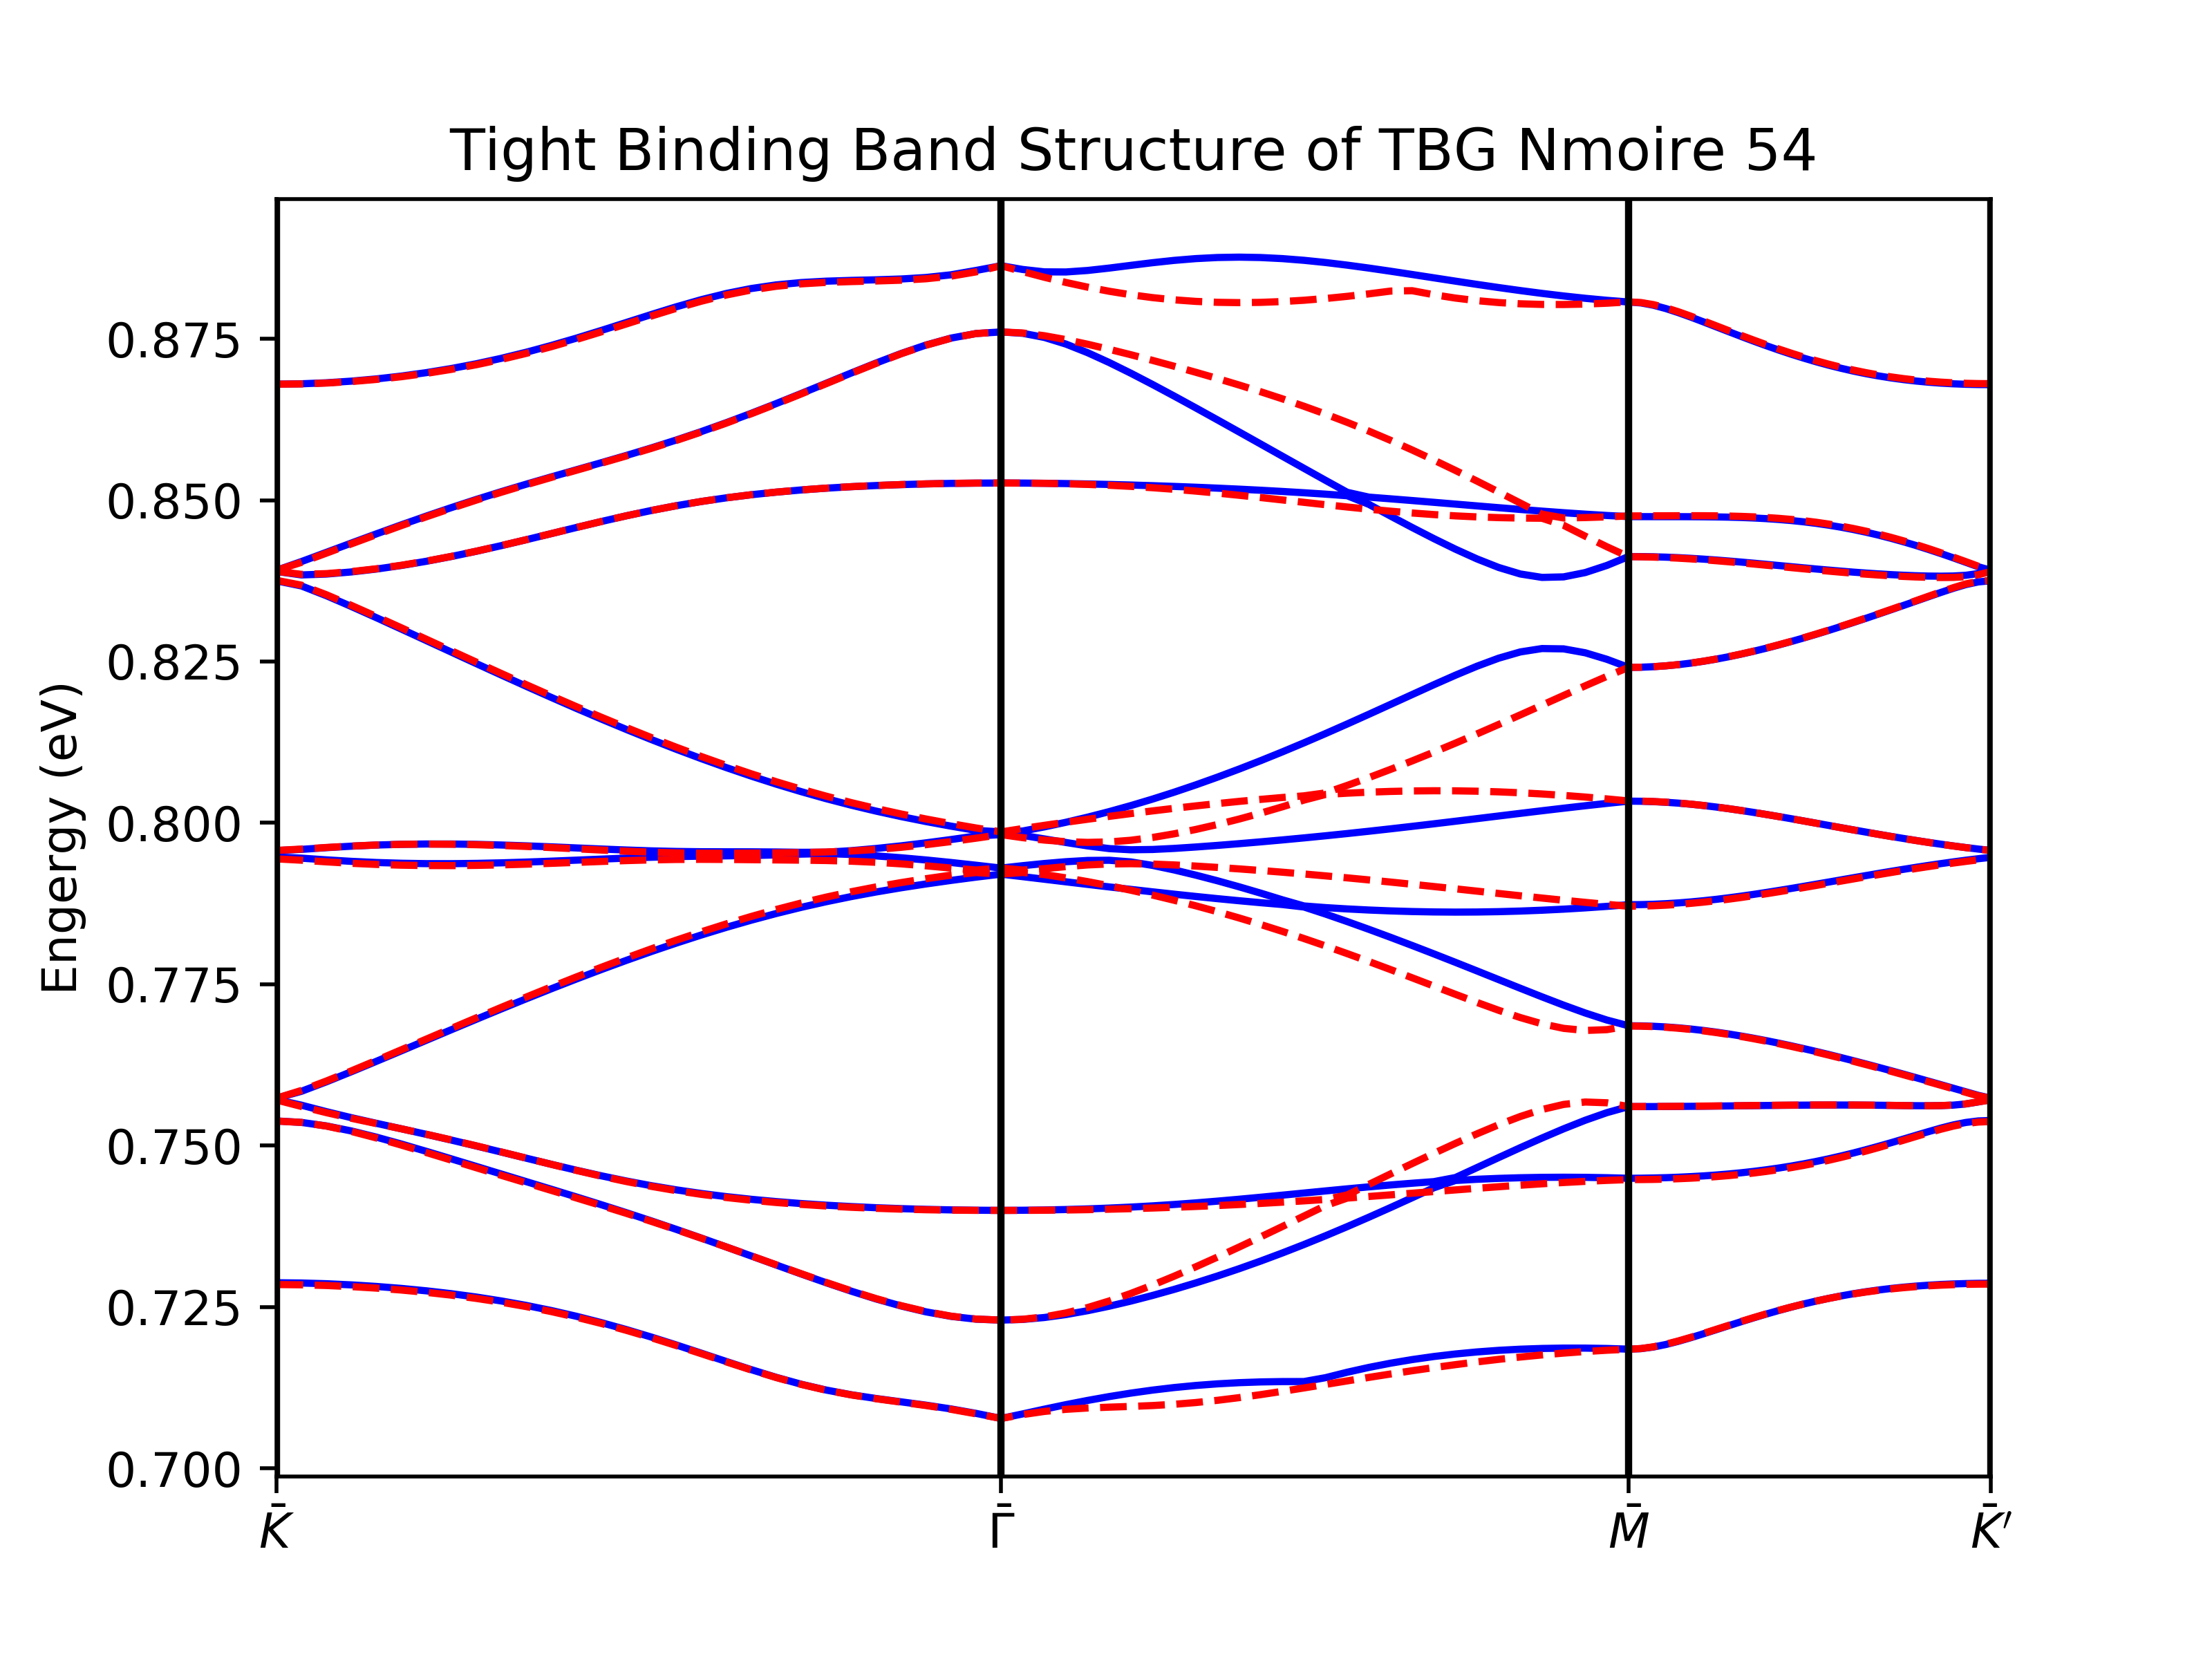 Tight Binding Band Structure of TBG Nmoire 54
Engergy (eV)
0.875
0.850
0.825
0.800
0.775
0.750
0.725
0.700
K̄ Γ̄ M̄ K̄′